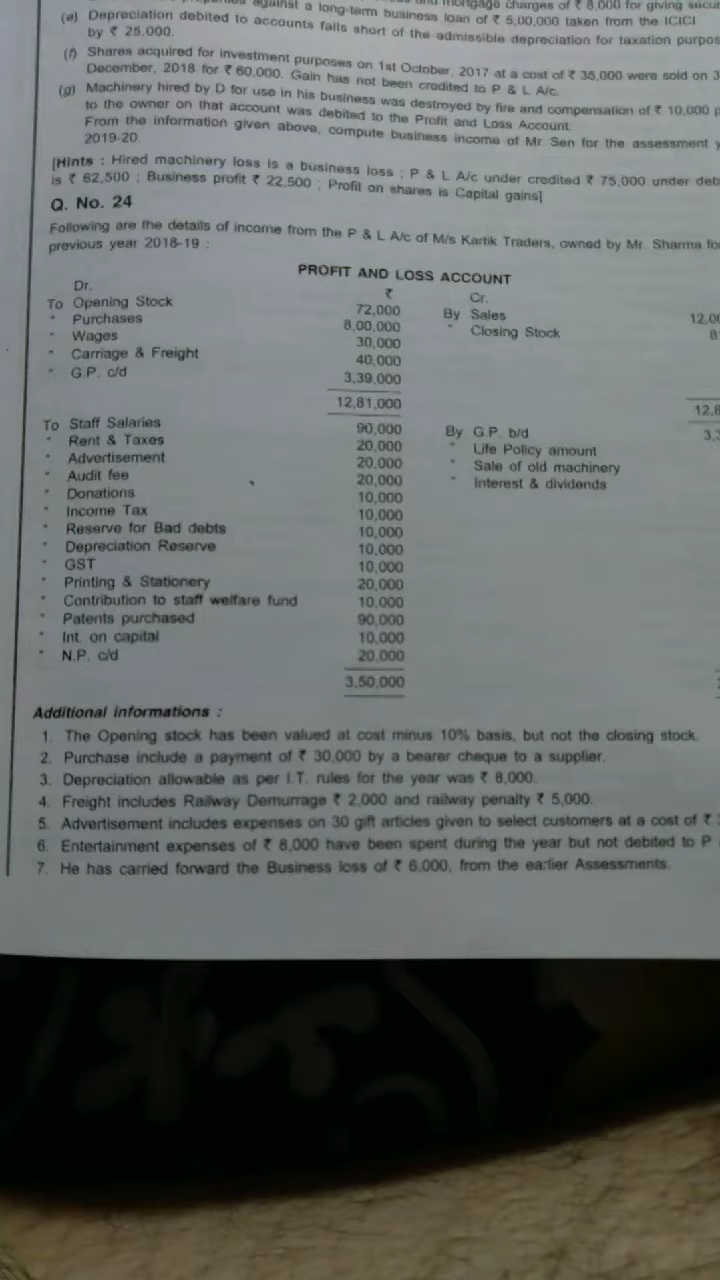 against a long-term business loan of ₹ 5,00,000 taken from the ICICI
mortgage charges of ₹ 8,000 for giving
(e) Depreciation debited to accounts falls short of the admissible depreciation for taxation
by ₹ 25,000.
(f) Shares acquired for investment purposes on 1st October, 2017 at a cost of ₹ 35,000 were sold on
December, 2018 for ₹ 60,000. Gain has not been credited to P & L A/c.
(g) Machinery hired by D for use in his business was destroyed by fire and compensation of ₹ 10,000
to the owner on that account was debited to the Profit and Loss Account.
From the information given above, compute business income of Mr. Sen for the assessment
2019-20.
[Hints : Hired machinery loss is a business loss ; P & L A/c under credited ₹ 75,000 under
is ₹ 62,500 ; Business profit ₹ 22,500 ; Profil on shares is Capital gains]
Q. No. 24
Following are the details of income from the P & L A/c of M/s Kartik Traders, owned by Mr. Sharma
previous year 2018-19 :
PROFIT AND LOSS ACCOUNT
Dr. ₹ Cr.
To Opening Stock 72,000 By Sales
" Purchases 8,00,000 " Closing Stock
" Wages 30,000
" Carriage & Freight 40,000
" G.P. c/d 3,39,000
12,81,000
To Staff Salaries 90,000 By G.P. b/d
" Rent & Taxes 20,000 " Life Policy amount
" Advertisement 20,000 " Sale of old machinery
" Audit fee 20,000 " Interest & dividends
" Donations 10,000
" Income Tax 10,000
" Reserve for Bad debts 10,000
" Depreciation Reserve 10,000
" GST 10,000
" Printing & Stationery 20,000
" Contribution to staff welfare fund 10,000
" Patents purchased 90,000
" Int. on capital 10,000
" N.P. c/d 20,000
3,50,000
Additional informations :
1. The Opening stock has been valued at cost minus 10% basis, but not the closing stock.
2. Purchase include a payment of ₹ 30,000 by a bearer cheque to a supplier.
3. Depreciation allowable as per I.T. rules for the year was ₹ 8,000.
4. Freight includes Railway Demurrage ₹ 2,000 and railway penalty ₹ 5,000.
5. Advertisement includes expenses on 30 gift articles given to select customers at a cost of ₹
6. Entertainment expenses of ₹ 8,000 have been spent during the year but not debited to P
7. He has carried forward the Business loss of ₹ 6,000, from the earlier Assessments.